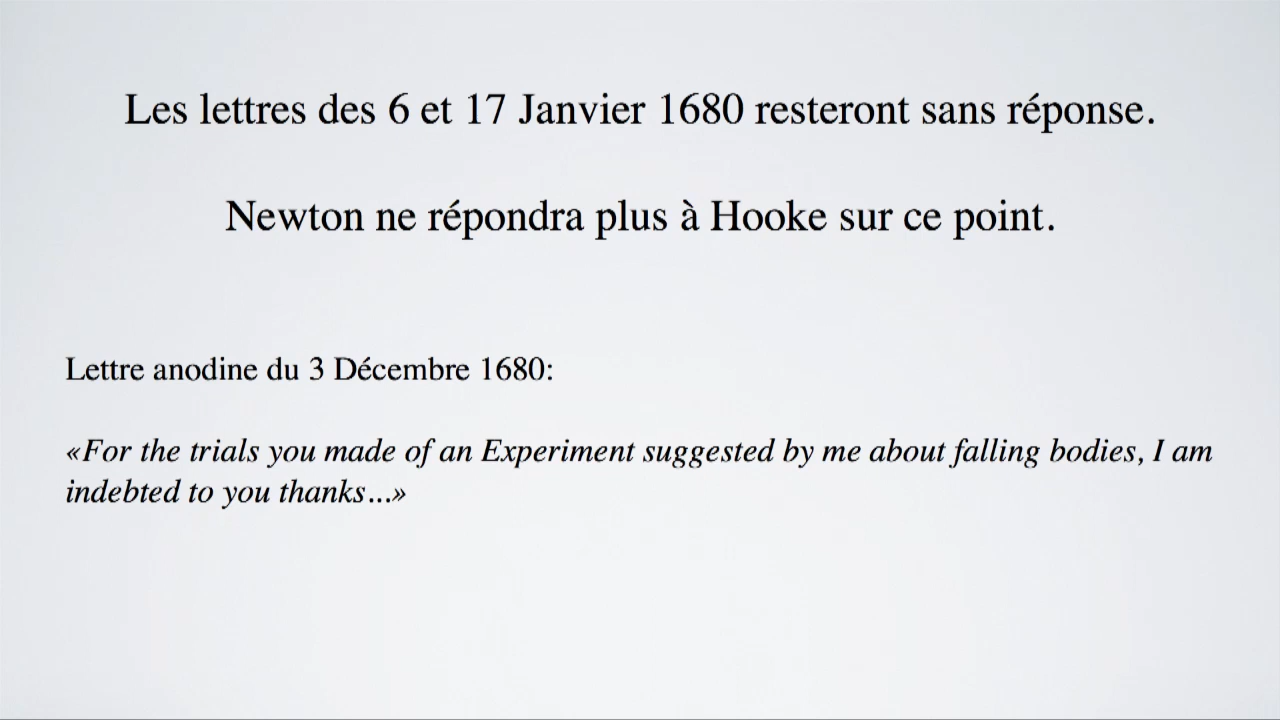 Les lettres des 6 et 17 Janvier 1680 resteront sans réponse.
Newton ne répondra plus à Hooke sur ce point.
Lettre anodine du 3 Décembre 1680:
«For the trials you made of an Experiment suggested by me about falling bodies, I am
indebted to you thanks...»